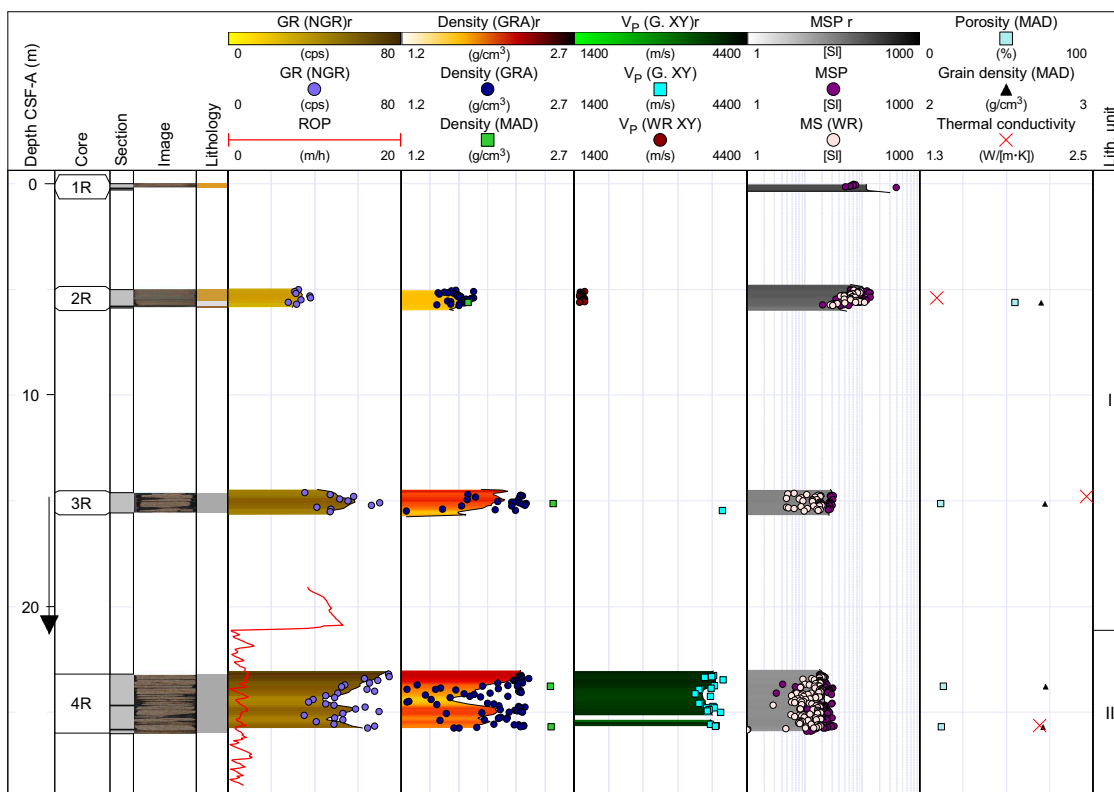 GR (NGR)r Density (GRA)r V_P (G. XY)r MSP r Porosity (MAD)
0 (cps) 80 1.2 (g/cm³) 2.7 1400 (m/s) 4400 1 [SI] 1000 0 (%) 100
GR (NGR) Density (GRA) V_P (G. XY) MSP Grain density (MAD)
0 (cps) 80 1.2 (g/cm³) 2.7 1400 (m/s) 4400 1 [SI] 1000 2 (g/cm³) 3
ROP Density (MAD) V_P (WR XY) MS (WR) Thermal conductivity
0 (m/h) 20 1.2 (g/cm³) 2.7 1400 (m/s) 4400 1 [SI] 1000 1.3 (W/[m·K]) 2.5
Depth CSF-A (m) Core Section Image Lithology Lith. unit
0 1R
2R
10 I
3R
20
4R II